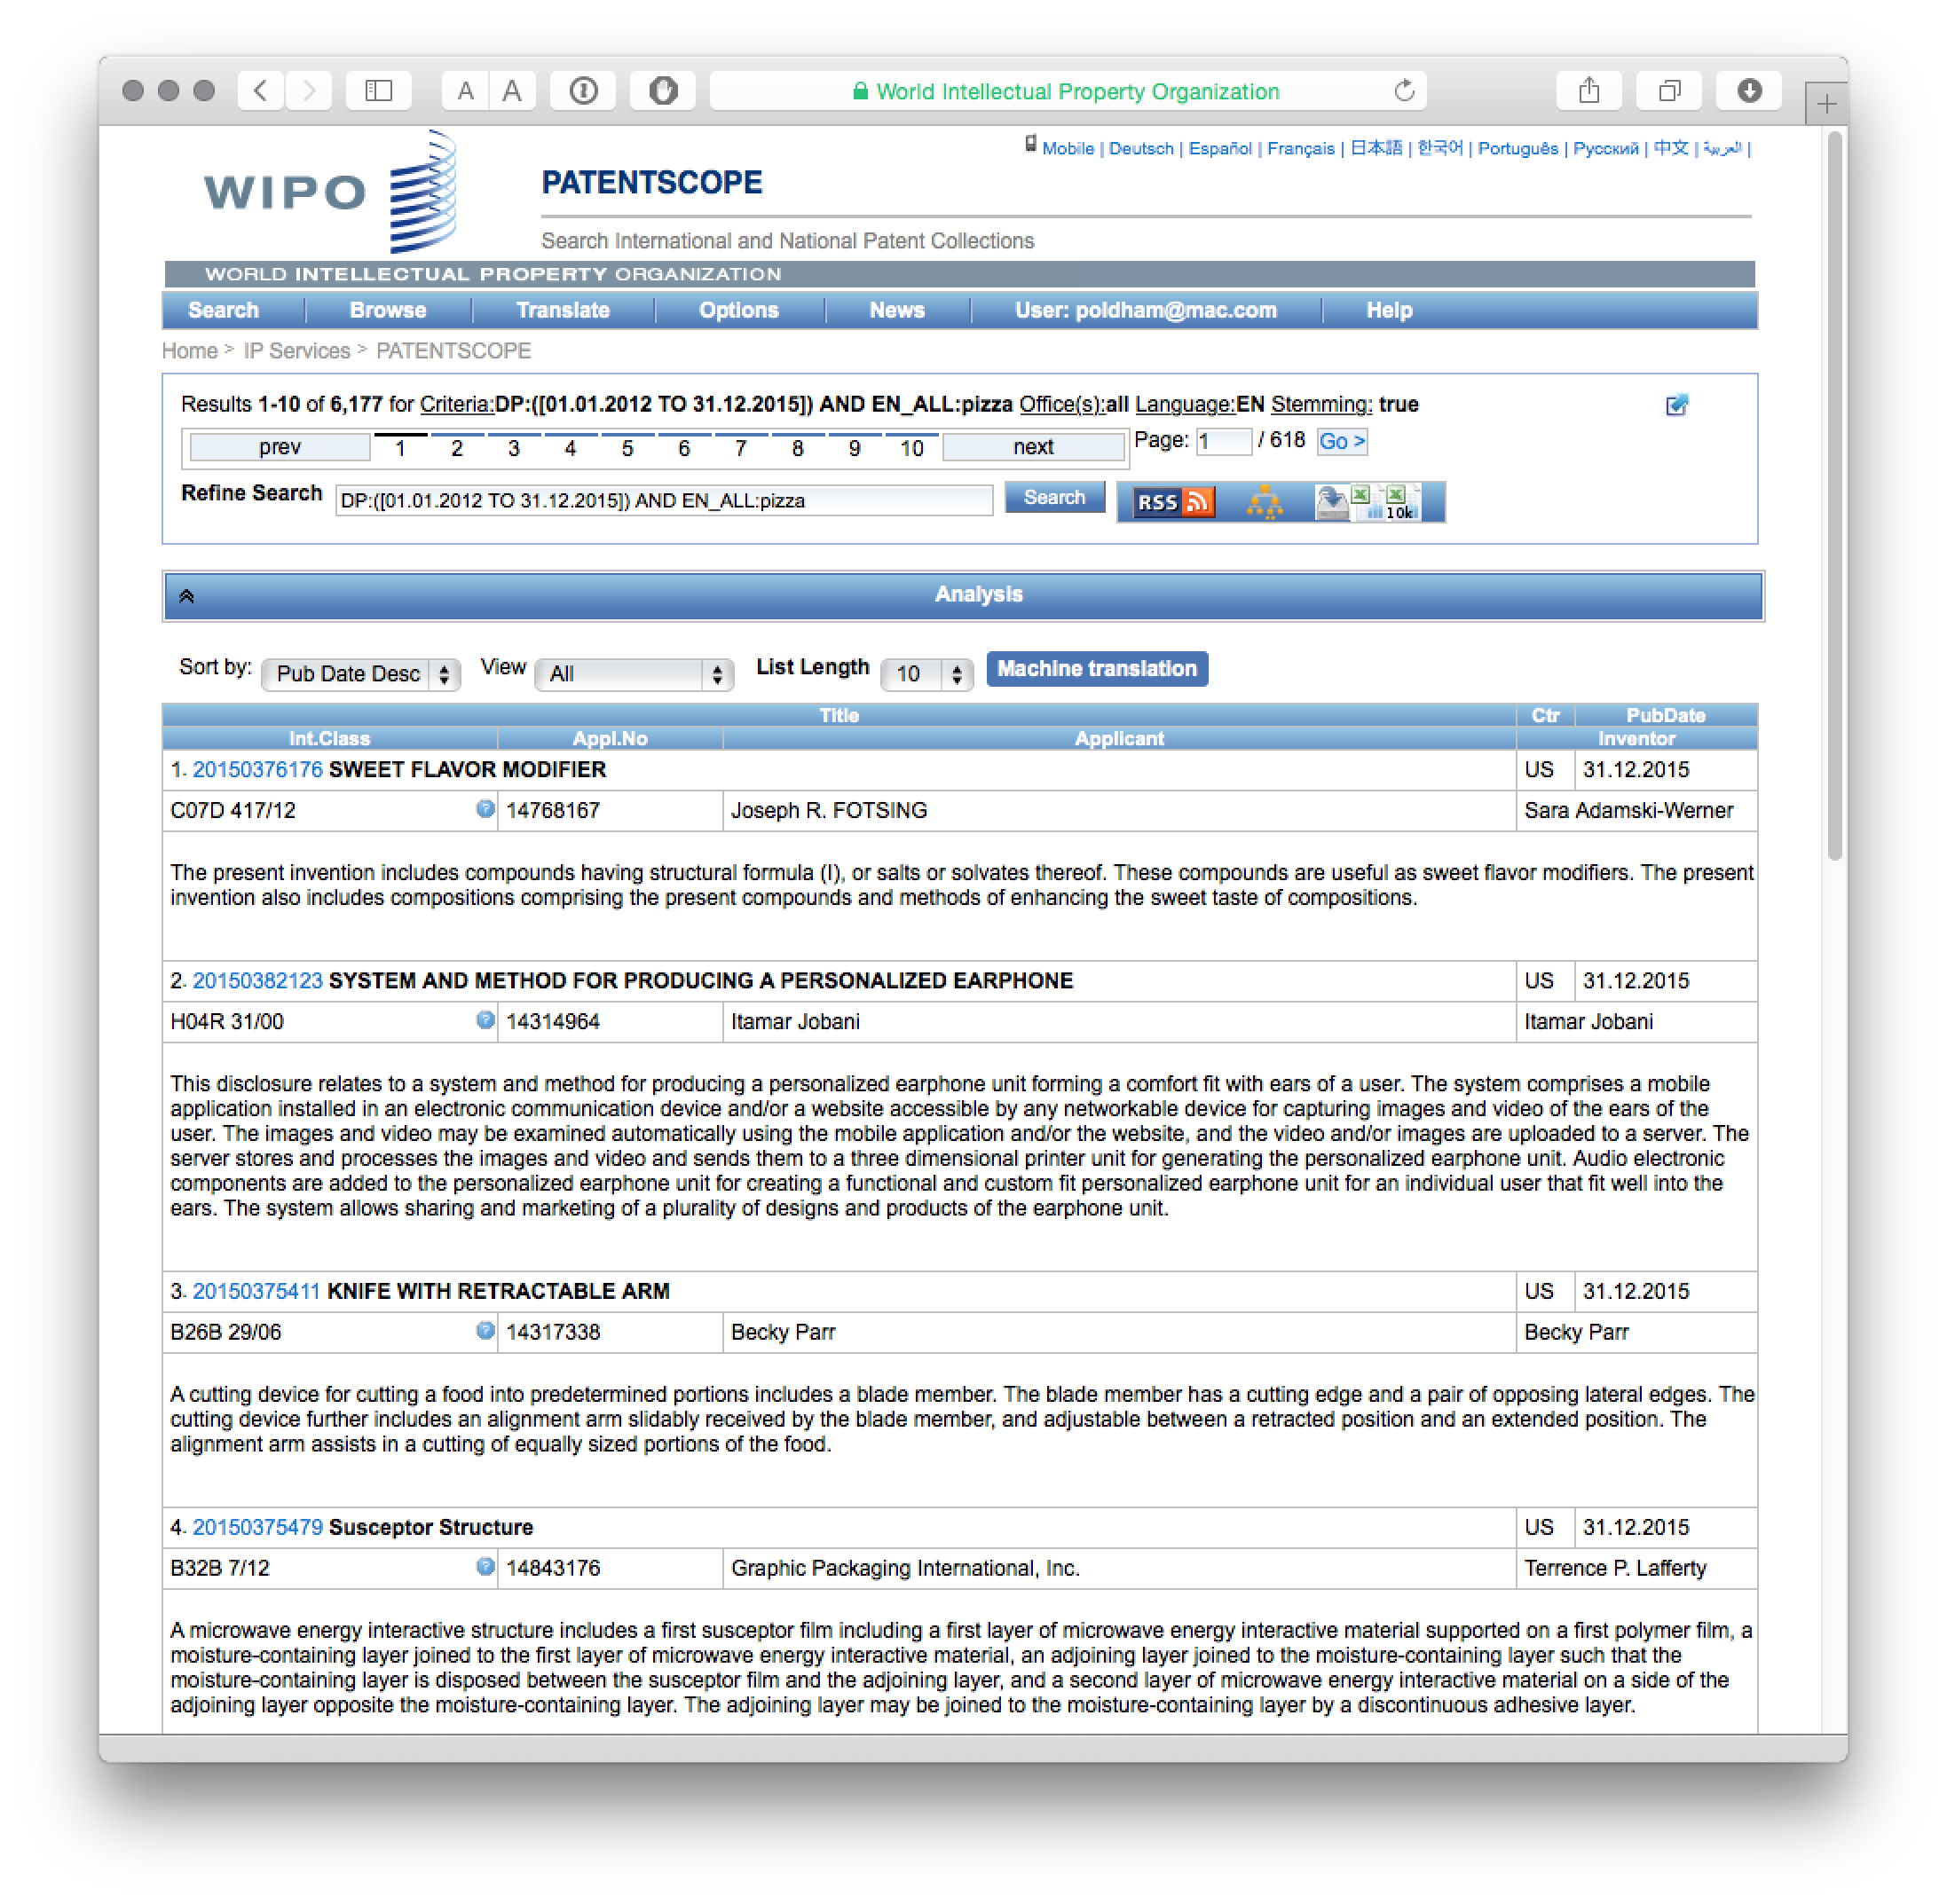 A A World Intellectual Property Organization
Mobile | Deutsch | Español | Français | 日本語 | 한국어 | Português | Русский | 中文 | العربية |
WIPO
PATENTSCOPE
Search International and National Patent Collections
WORLD INTELLECTUAL PROPERTY ORGANIZATION
Search Browse Translate Options News User: poldham@mac.com Help
Home > IP Services > PATENTSCOPE
Results 1-10 of 6,177 for Criteria:DP:([01.01.2012 TO 31.12.2015]) AND EN_ALL:pizza Office(s):all Language:EN Stemming: true
prev 1 2 3 4 5 6 7 8 9 10 next Page: 1 / 618 Go >
Refine Search DP:([01.01.2012 TO 31.12.2015]) AND EN_ALL:pizza Search RSS 10k
Analysis
Sort by: Pub Date Desc View All List Length 10 Machine translation
Title Ctr PubDate
Int.Class Appl.No Applicant Inventor
1. 20150376176 SWEET FLAVOR MODIFIER US 31.12.2015
C07D 417/12 ? 14768167 Joseph R. FOTSING Sara Adamski-Werner
The present invention includes compounds having structural formula (I), or salts or solvates thereof. These compounds are useful as sweet flavor modifiers. The present
invention also includes compositions comprising the present compounds and methods of enhancing the sweet taste of compositions.
2. 20150382123 SYSTEM AND METHOD FOR PRODUCING A PERSONALIZED EARPHONE US 31.12.2015
H04R 31/00 ? 14314964 Itamar Jobani Itamar Jobani
This disclosure relates to a system and method for producing a personalized earphone unit forming a comfort fit with ears of a user. The system comprises a mobile
application installed in an electronic communication device and/or a website accessible by any networkable device for capturing images and video of the ears of the
user. The images and video may be examined automatically using the mobile application and/or the website, and the video and/or images are uploaded to a server. The
server stores and processes the images and video and sends them to a three dimensional printer unit for generating the personalized earphone unit. Audio electronic
components are added to the personalized earphone unit for creating a functional and custom fit personalized earphone unit for an individual user that fit well into the
ears. The system allows sharing and marketing of a plurality of designs and products of the earphone unit.
3. 20150375411 KNIFE WITH RETRACTABLE ARM US 31.12.2015
B26B 29/06 ? 14317338 Becky Parr Becky Parr
A cutting device for cutting a food into predetermined portions includes a blade member. The blade member has a cutting edge and a pair of opposing lateral edges. The
cutting device further includes an alignment arm slidably received by the blade member, and adjustable between a retracted position and an extended position. The
alignment arm assists in a cutting of equally sized portions of the food.
4. 20150375479 Susceptor Structure US 31.12.2015
B32B 7/12 ? 14843176 Graphic Packaging International, Inc. Terrence P. Lafferty
A microwave energy interactive structure includes a first susceptor film including a first layer of microwave energy interactive material supported on a first polymer film, a
moisture-containing layer joined to the first layer of microwave energy interactive material, an adjoining layer joined to the moisture-containing layer such that the
moisture-containing layer is disposed between the susceptor film and the adjoining layer, and a second layer of microwave energy interactive material on a side of the
adjoining layer opposite the moisture-containing layer. The adjoining layer may be joined to the moisture-containing layer by a discontinuous adhesive layer.